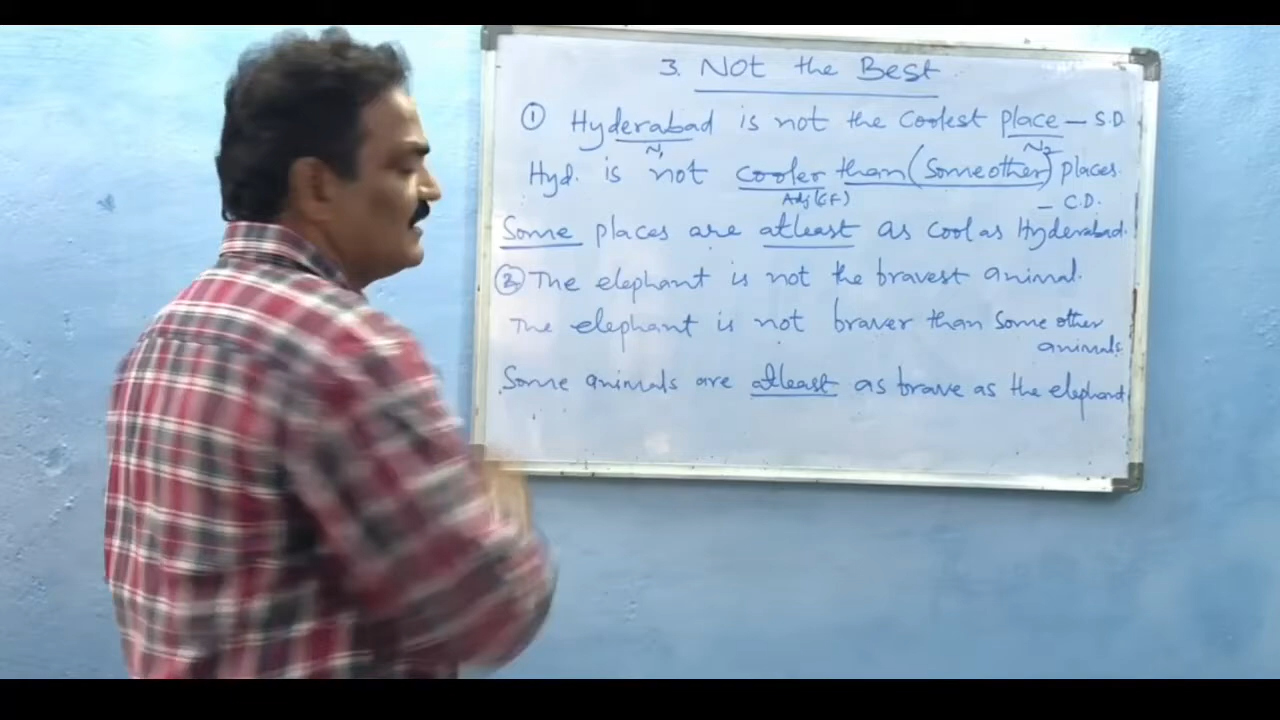 3. Not the Best
① Hyderabad is not the coolest place – S.D
N₁ N₂
Hyd. is not cooler than (Some other) places.
Adj (CF) – C.D.
Some places are atleast as cool as Hyderabad.
② The elephant is not the bravest animal.
The elephant is not braver than Some other
animals.
Some animals are atleast as brave as the elephant.